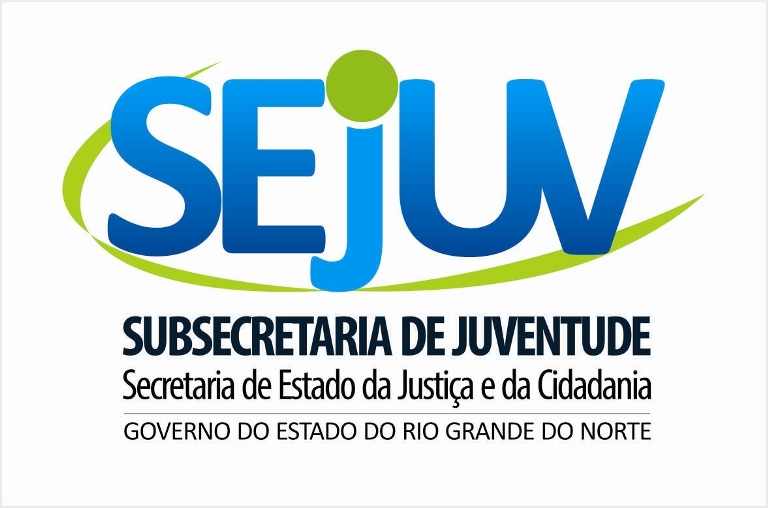 SEjUV
SUBSECRETARIA DE JUVENTUDE
Secretaria de Estado da Justiça e da Cidadania
GOVERNO DO ESTADO DO RIO GRANDE DO NORTE